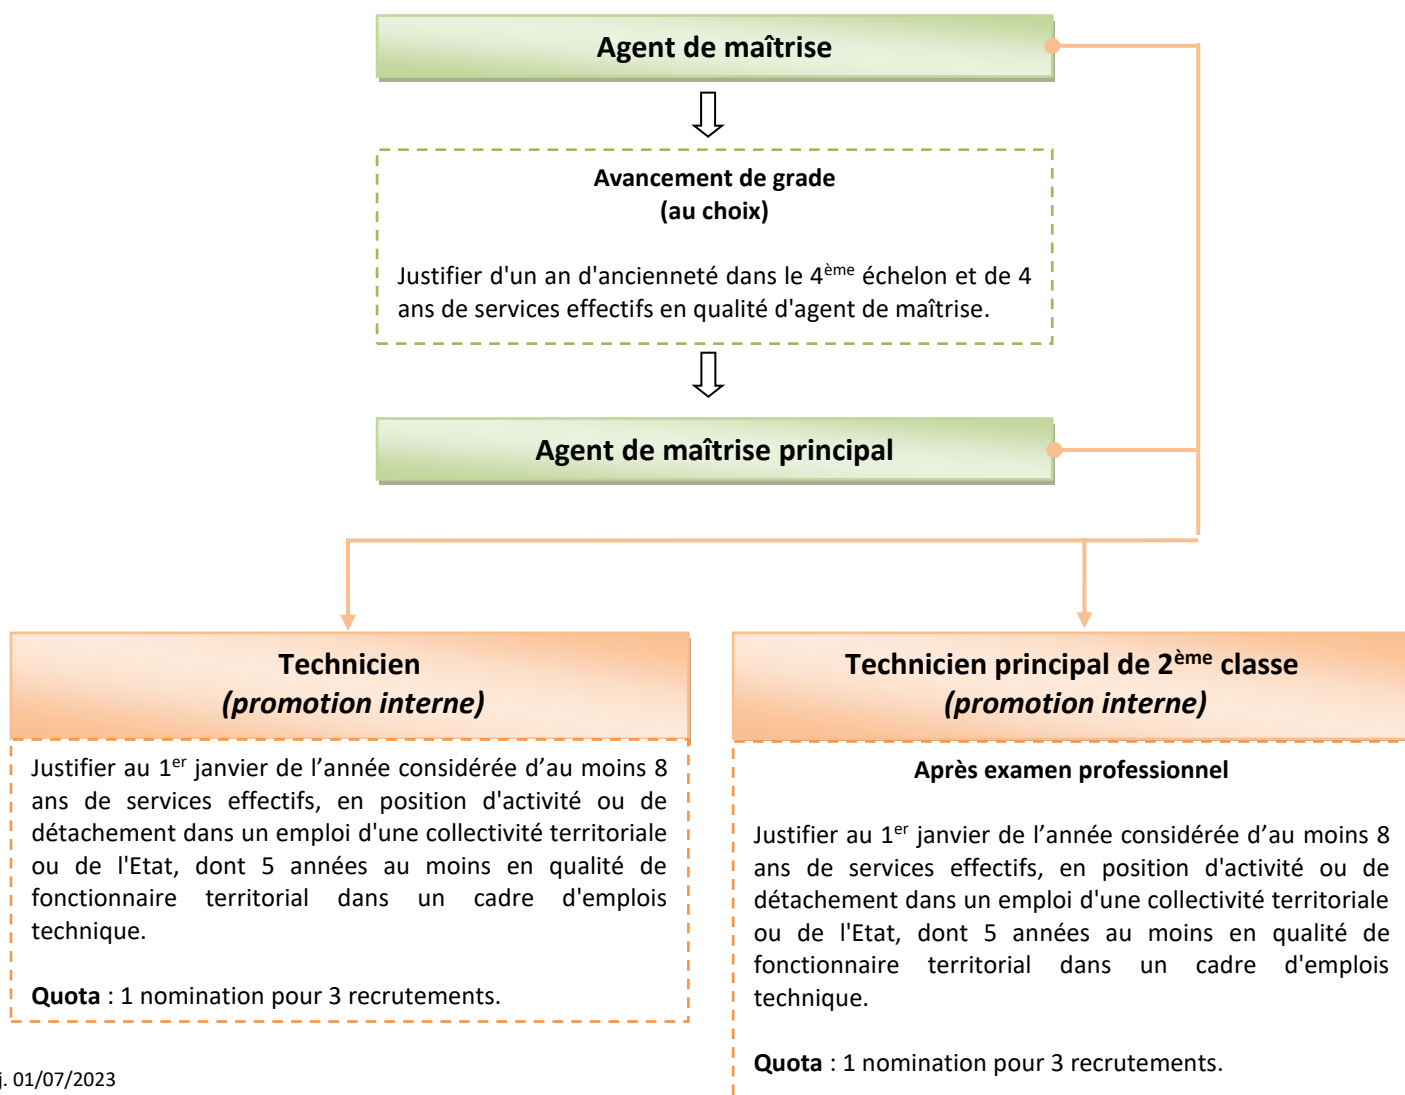 Agent de maîtrise
Avancement de grade
(au choix)
Justifier d'un an d'ancienneté dans le 4ème échelon et de 4
ans de services effectifs en qualité d'agent de maîtrise.
Agent de maîtrise principal
Technicien
(promotion interne)
Justifier au 1er janvier de l’année considérée d’au moins 8
ans de services effectifs, en position d'activité ou de
détachement dans un emploi d'une collectivité territoriale
ou de l'Etat, dont 5 années au moins en qualité de
fonctionnaire territorial dans un cadre d'emplois
technique.
Quota : 1 nomination pour 3 recrutements.
Technicien principal de 2ème classe
(promotion interne)
Après examen professionnel
Justifier au 1er janvier de l’année considérée d’au moins 8
ans de services effectifs, en position d'activité ou de
détachement dans un emploi d'une collectivité territoriale
ou de l'Etat, dont 5 années au moins en qualité de
fonctionnaire territorial dans un cadre d'emplois
technique.
Quota : 1 nomination pour 3 recrutements.
j. 01/07/2023